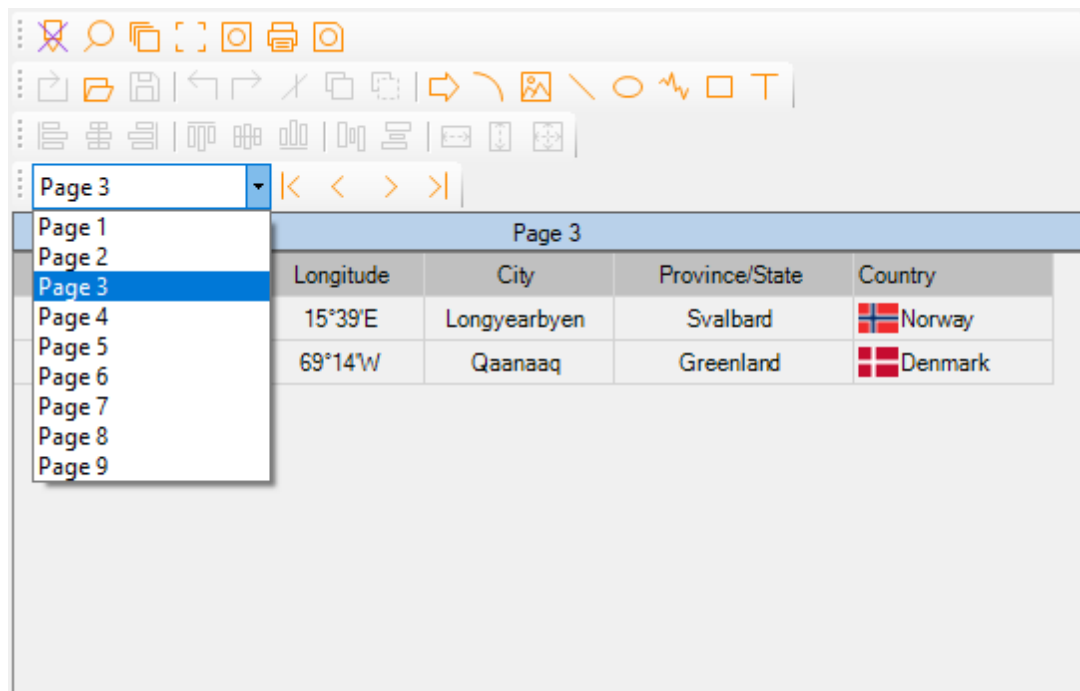 Page 3
Page 1
Page 2
Page 3
Page 4
Page 5
Page 6
Page 7
Page 8
Page 9
Page 3
Longitude City Province/State Country
15°39'E Longyearbyen Svalbard Norway
69°14'W Qaanaaq Greenland Denmark